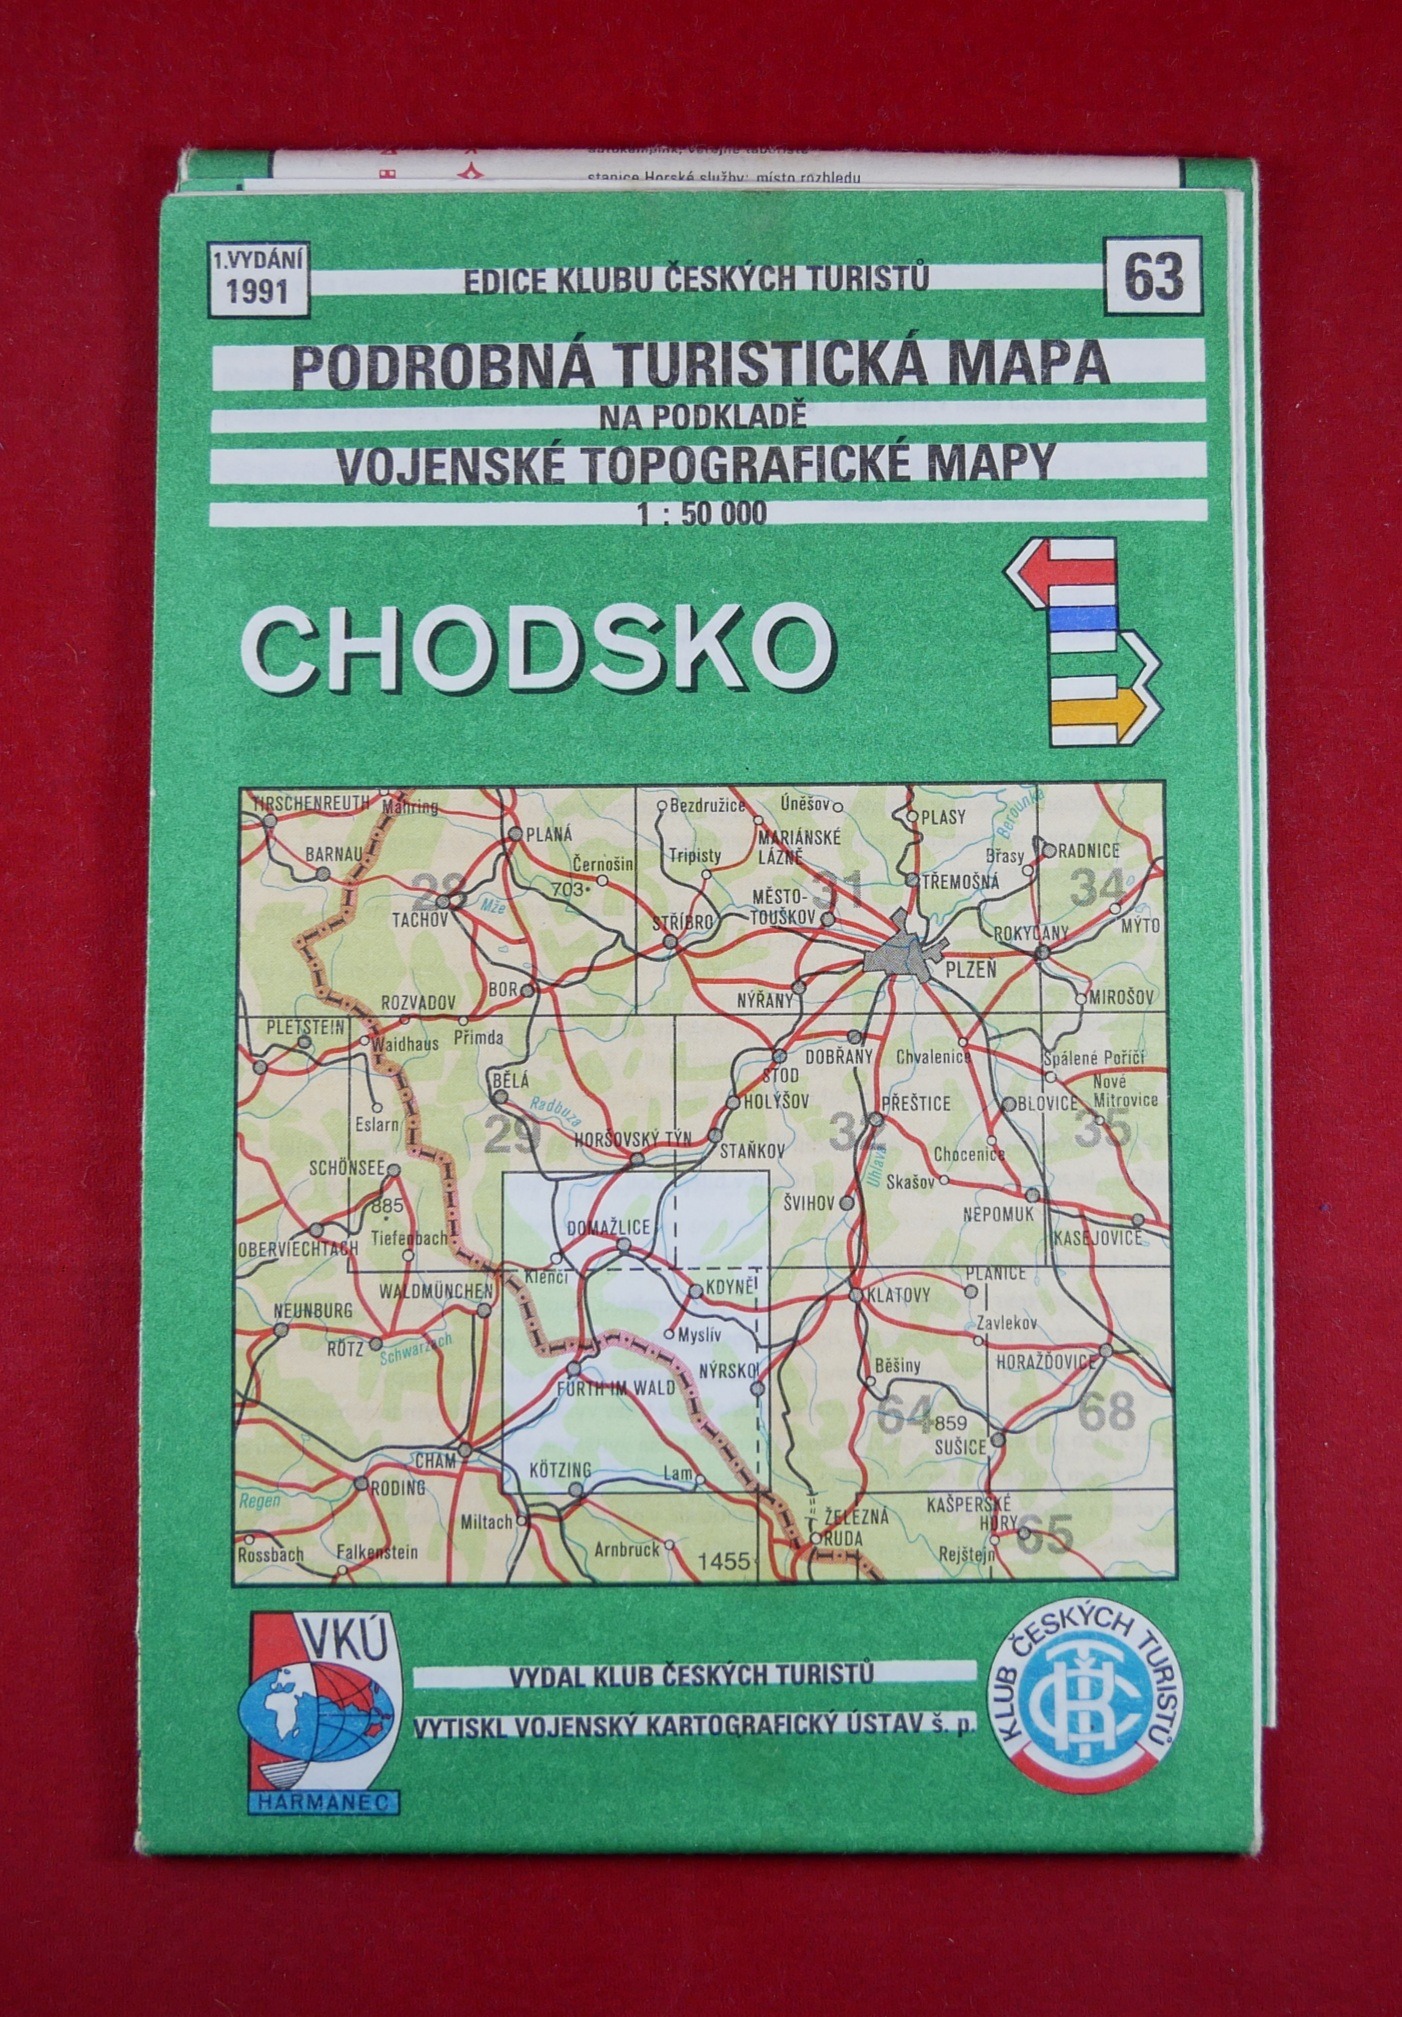 autokempink, veřejné tábořiště
stanice Horské služby; místo rozhledu
1.VYDÁNÍ
1991
EDICE KLUBU ČESKÝCH TURISTŮ
63
PODROBNÁ TURISTICKÁ MAPA
NA PODKLADĚ
VOJENSKÉ TOPOGRAFICKÉ MAPY
1 : 50 000
CHODSKO
TIRSCHENREUTH
Mähring
PLANÁ
Bezdružice
Úněšov
PLASY
Berounka
BARNAU
Černošin
703
Tripisty
MARIÁNSKÉ
LÁZNĚ
Břasy
RADNICE
28
TACHOV
Mže
STŘÍBRO
MĚSTO-
TOUŠKOV
31
TŘEMOŠNÁ
34
ROKYCANY
MÝTO
PLZEŇ
BOR
NÝŘANY
MIROŠOV
ROZVADOV
PLETSTEIN
Waidhaus
Přimda
DOBŘANY
Chvalenice
Spálené Poříčí
STOD
BĚLÁ
Radbuza
HOLÝŠOV
PŘEŠTICE
BLOVICE
Nové
Mitrovice
Eslarn
29
HORŠOVSKÝ TÝN
STAŇKOV
32
35
Úhlava
Chocenice
SCHÖNSEE
885
Skašov
ŠVIHOV
NEPOMUK
OBERVIECHTACH
Tiefenbach
DOMAŽLICE
KASEJOVICE
Klenčí
WALDMÜNCHEN
KDYNĚ
KLATOVY
PLÁNICE
NEUNBURG
RÖTZ
Schwarzach
Myslív
Zavlekov
NÝRSKO
Běšiny
HORAŽĎOVICE
FURTH IM WALD
64
859
SUŠICE
68
CHAM
RODING
KÖTZING
Lam
Regen
Miltach
ŽELEZNÁ
RUDA
KAŠPERSKÉ
HORY
65
Rossbach
Falkenstein
Arnbruck
1455
Rejštejn
VKÚ
HARMANEC
VYDAL KLUB ČESKÝCH TURISTŮ
VYTISKL VOJENSKÝ KARTOGRAFICKÝ ÚSTAV š. p.
KLUB ČESKÝCH TURISTŮ
KČT